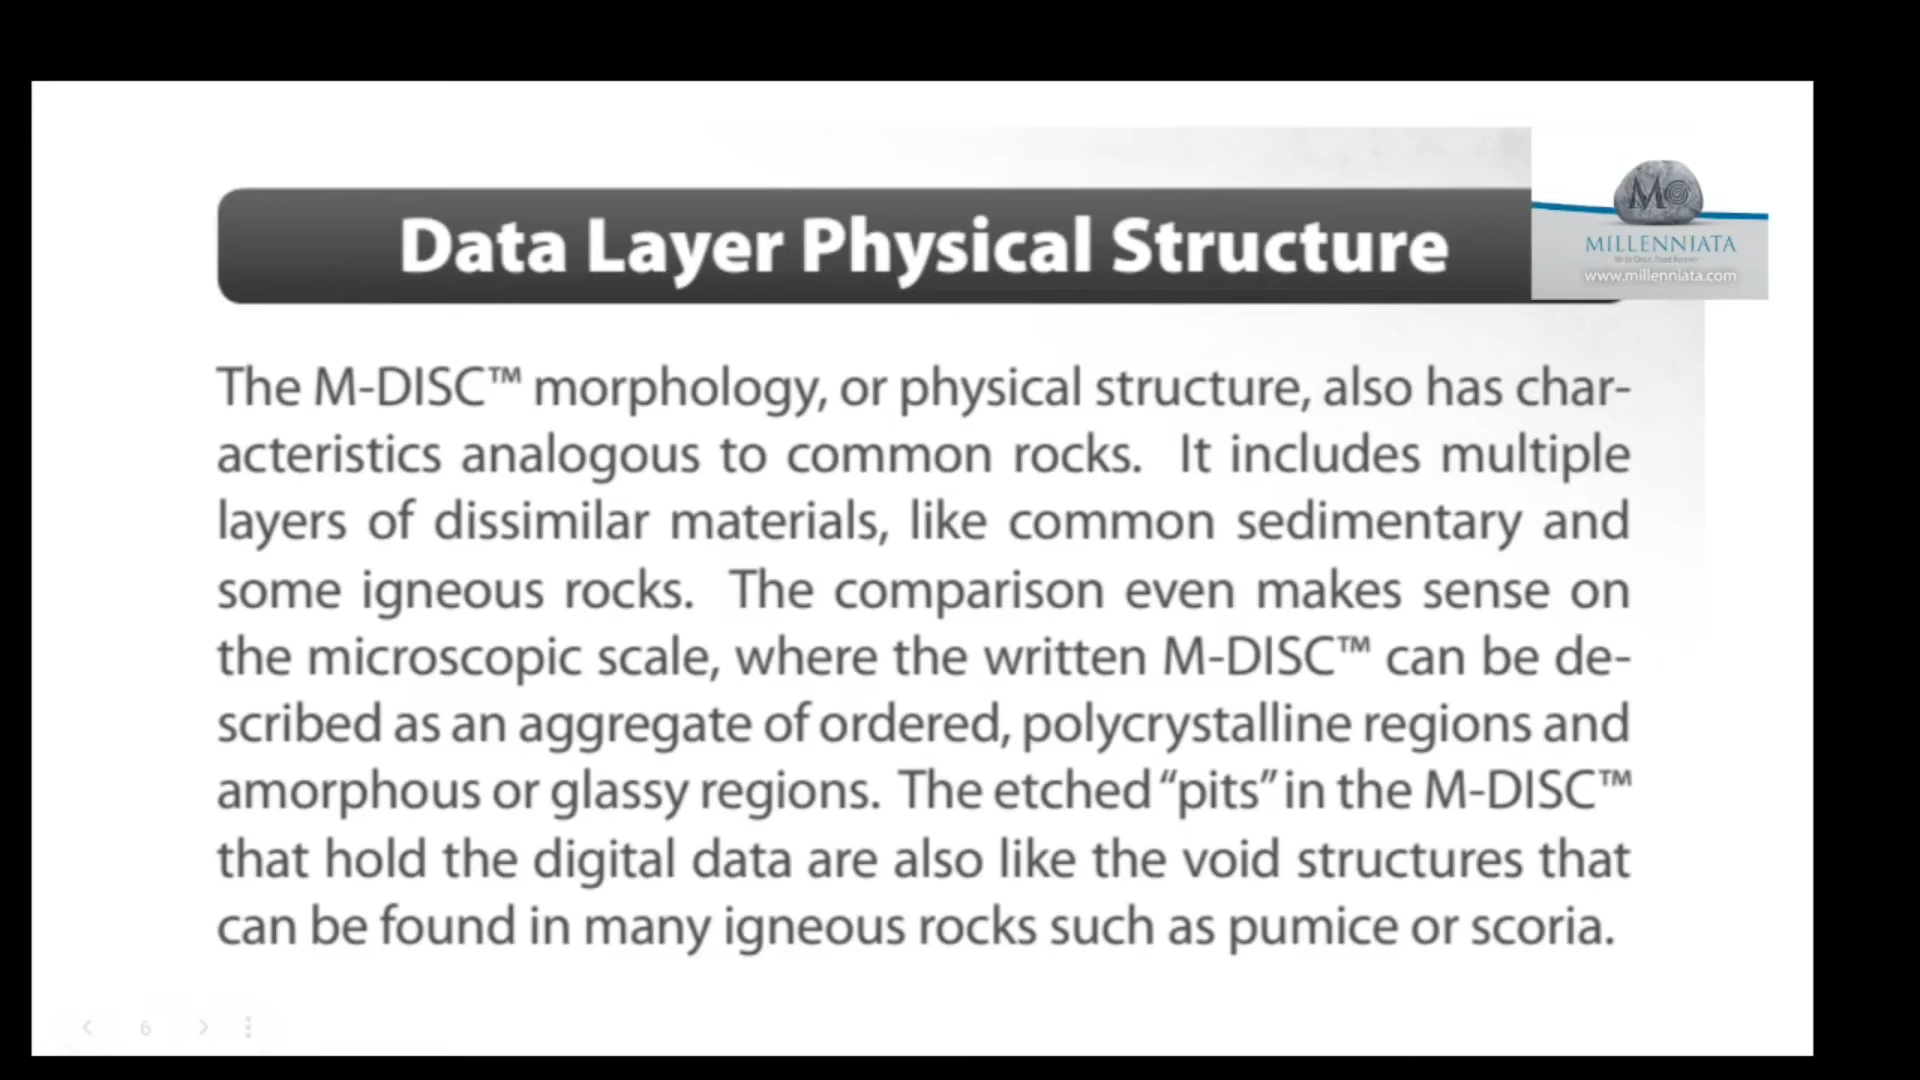 Data Layer Physical Structure
MILLENNIATA
www.millenniata.com
The M-DISC™ morphology, or physical structure, also has char-
acteristics analogous to common rocks. It includes multiple
layers of dissimilar materials, like common sedimentary and
some igneous rocks. The comparison even makes sense on
the microscopic scale, where the written M-DISC™ can be de-
scribed as an aggregate of ordered, polycrystalline regions and
amorphous or glassy regions. The etched “pits” in the M-DISC™
that hold the digital data are also like the void structures that
can be found in many igneous rocks such as pumice or scoria.
6